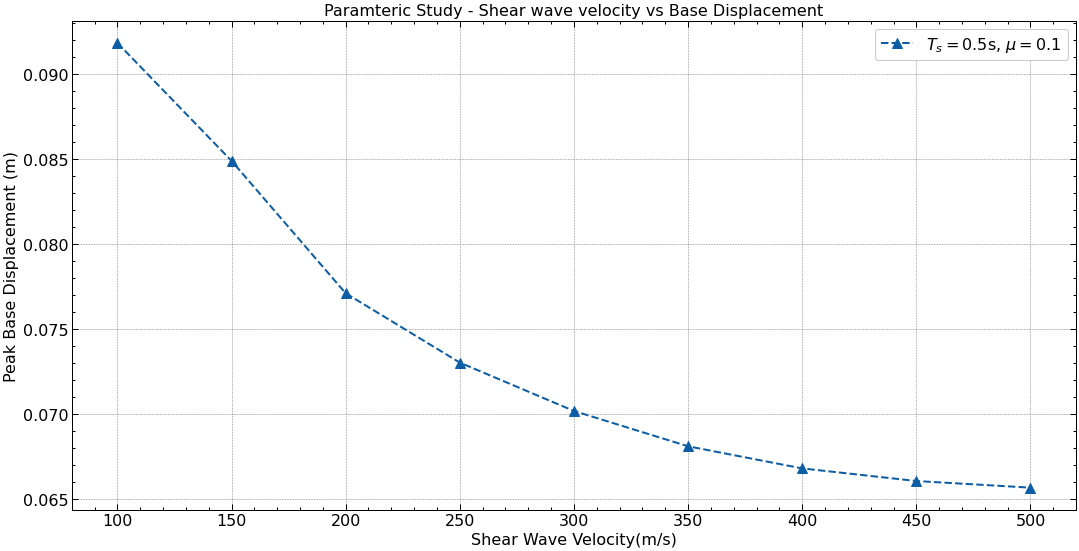 Paramteric Study - Shear wave velocity vs Base Displacement
T_s = 0.5s, μ = 0.1
Peak Base Displacement (m)
0.090
0.085
0.080
0.075
0.070
0.065
100 150 200 250 300 350 400 450 500
Shear Wave Velocity(m/s)